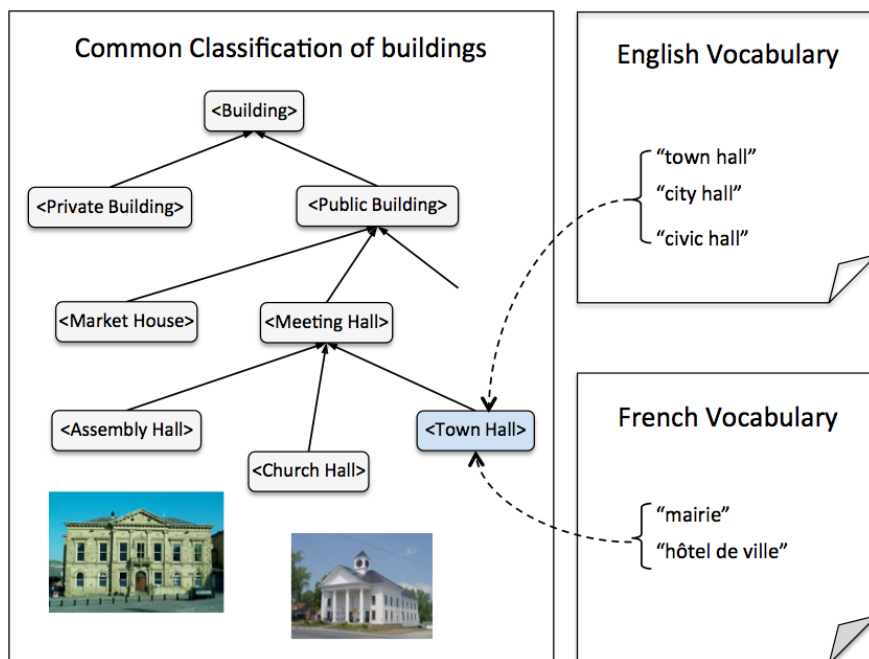 Common Classification of buildings
<Building>
<Private Building>
<Public Building>
<Market House>
<Meeting Hall>
<Assembly Hall>
<Church Hall>
<Town Hall>
English Vocabulary
“town hall”
“city hall”
“civic hall”
French Vocabulary
“mairie”
“hôtel de ville”